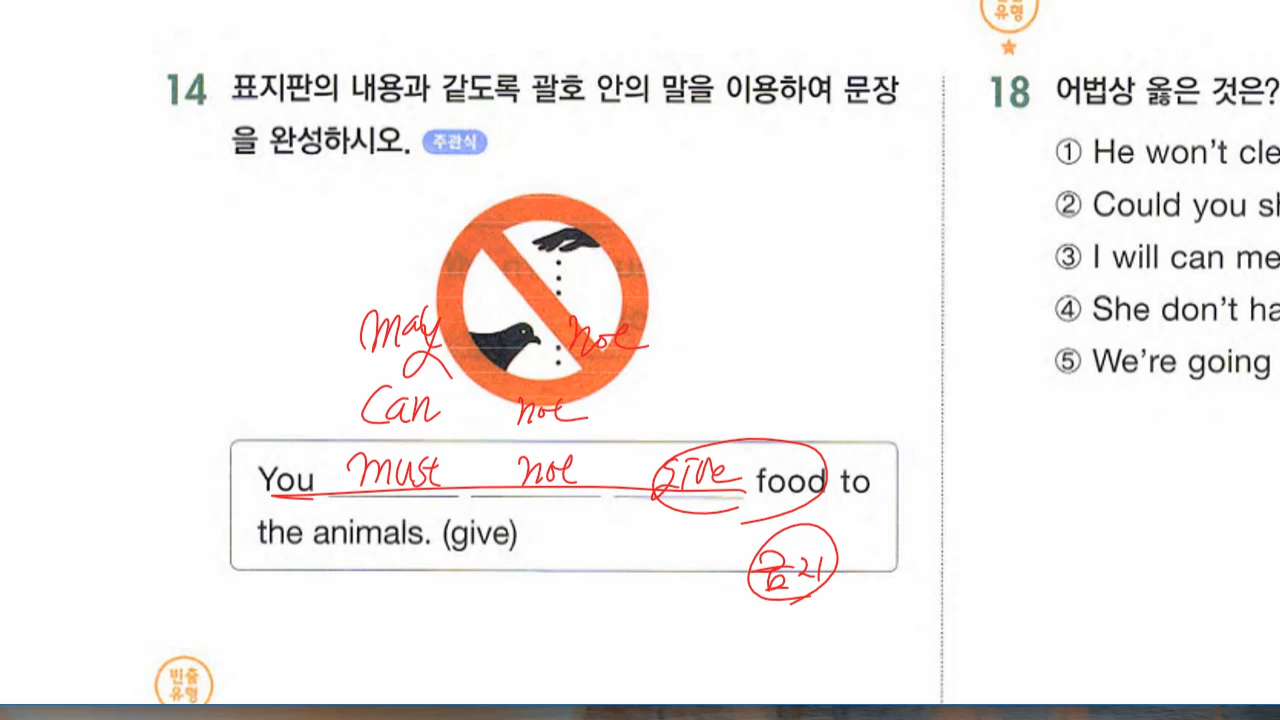 유형
14 표지판의 내용과 같도록 괄호 안의 말을 이용하여 문장
을 완성하시오. 주관식
may not
can not
You must not give food to
the animals. (give)
금지
빈출
유형
18 어법상 옳은 것은?
① He won't cle
② Could you sh
③ I will can me
④ She don't ha
⑤ We're going